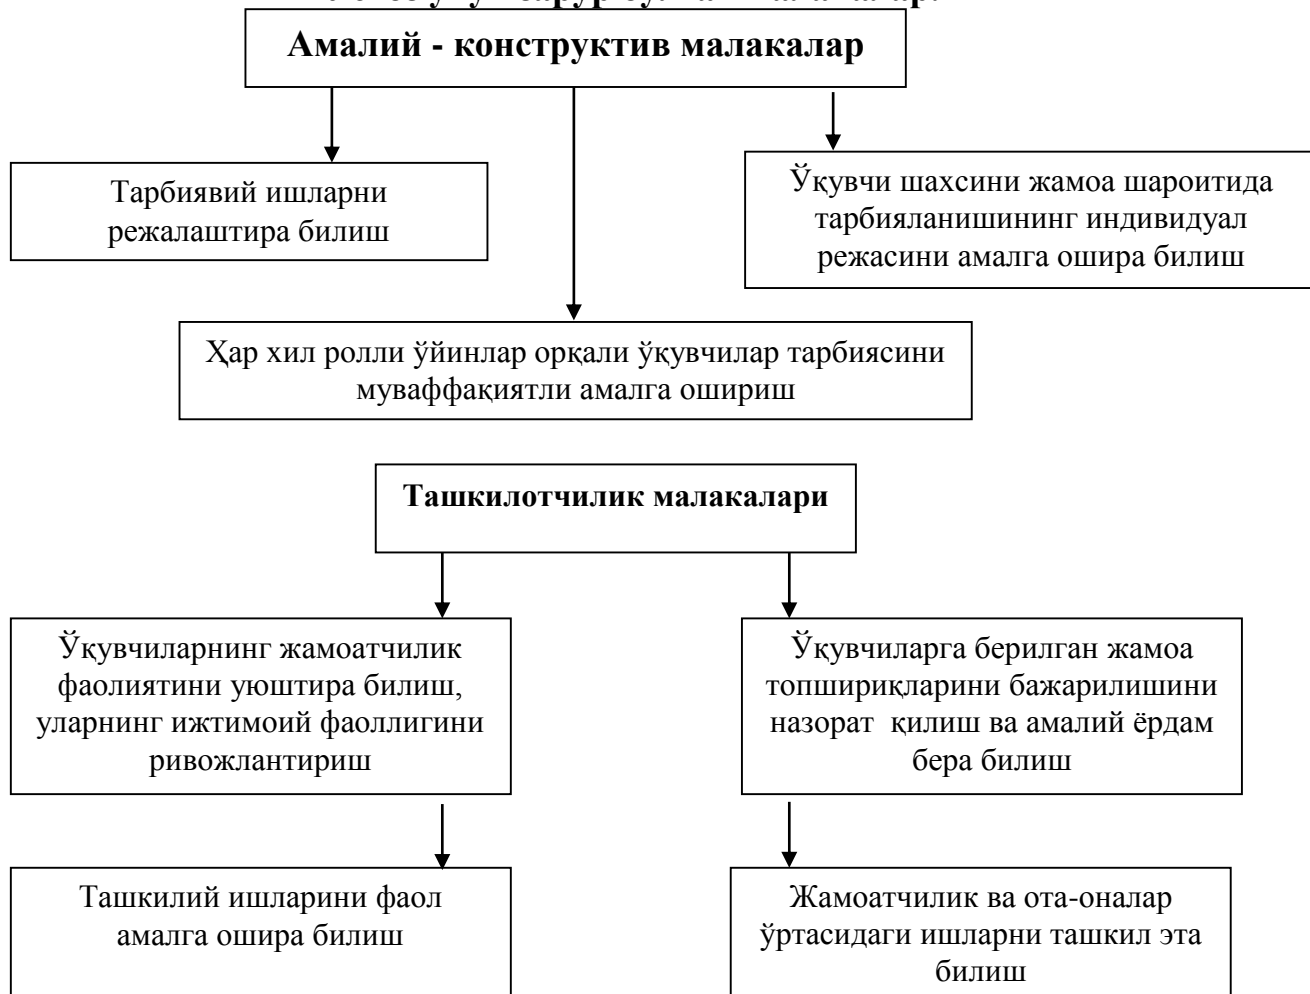 Амалий - конструктив малакалар
Тарбиявий ишларни
режалаштира билиш
Ўқувчи шахсини жамоа шароитида
тарбияланишининг индивидуал
режасини амалга ошира билиш
Ҳар хил ролли ўйинлар орқали ўқувчилар тарбиясини
муваффақиятли амалга ошириш
Ташкилотчилик малакалари
Ўқувчиларнинг жамоатчилик
фаолиятини уюштира билиш,
уларнинг ижтимоий фаоллигини
ривожлантириш
Ўқувчиларга берилган жамоа
топшириқларини бажарилишини
назорат  қилиш ва амалий ёрдам
бера билиш
Ташкилий ишларини фаол
амалга ошира билиш
Жамоатчилик ва ота-оналар
ўртасидаги ишларни ташкил эта
билиш